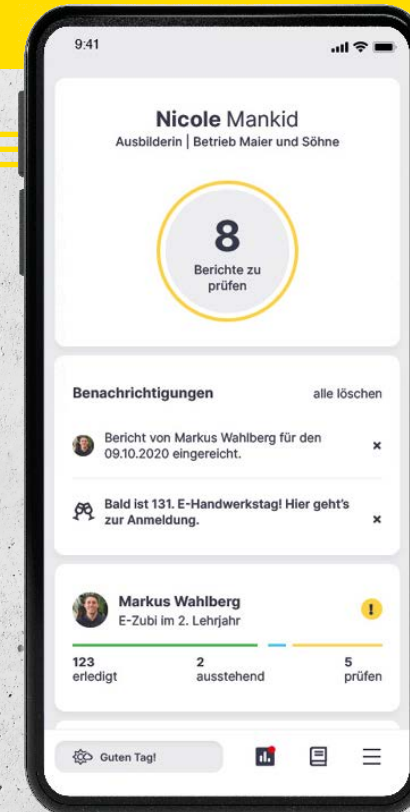 9:41
Nicole Mankid
Ausbilderin | Betrieb Maier und Söhne
8
Berichte zu
prüfen
Benachrichtigungen alle löschen
Bericht von Markus Wahlberg für den
09.10.2020 eingereicht.
Bald ist 131. E-Handwerkstag! Hier geht's
zur Anmeldung.
Markus Wahlberg
E-Zubi im 2. Lehrjahr
!
123 2 5
erledigt ausstehend prüfen
Guten Tag!